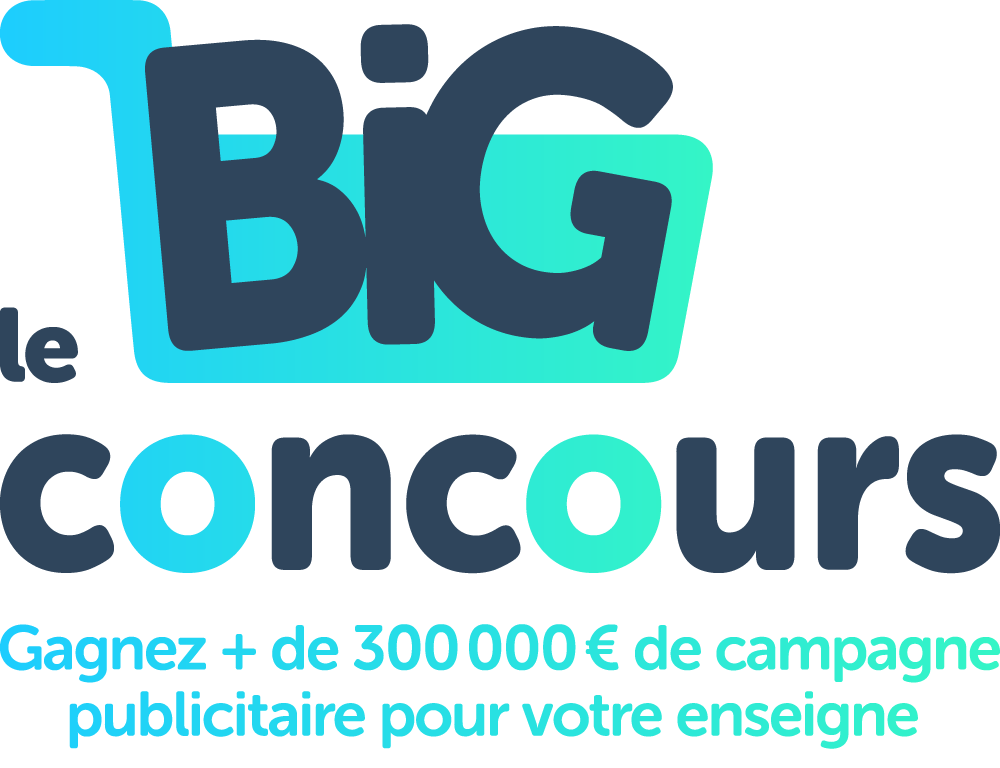 le BiG
concours
Gagnez + de 300 000 € de campagne
publicitaire pour votre enseigne